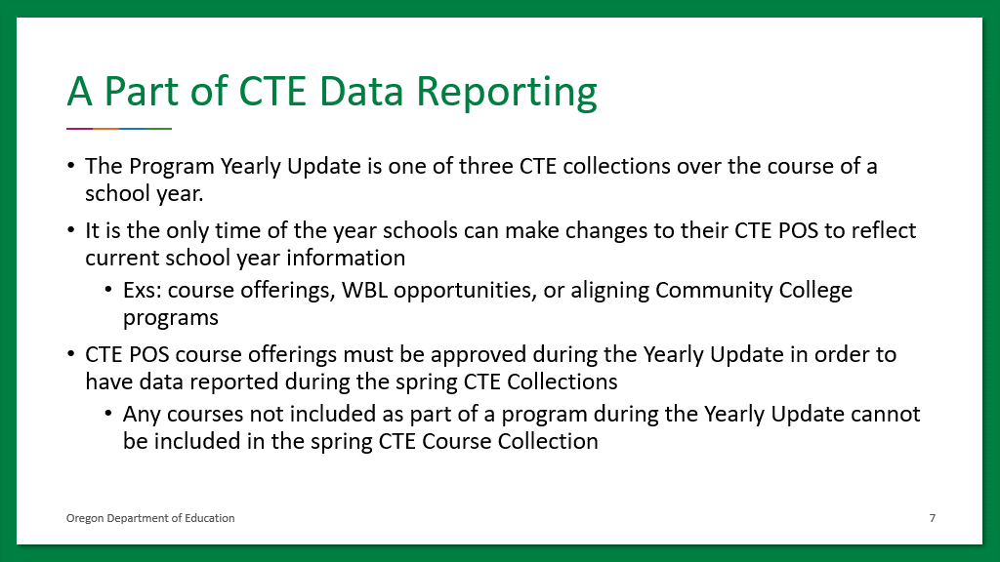 A Part of CTE Data Reporting
• The Program Yearly Update is one of three CTE collections over the course of a
school year.
• It is the only time of the year schools can make changes to their CTE POS to reflect
current school year information
• Exs: course offerings, WBL opportunities, or aligning Community College
programs
• CTE POS course offerings must be approved during the Yearly Update in order to
have data reported during the spring CTE Collections
• Any courses not included as part of a program during the Yearly Update cannot
be included in the spring CTE Course Collection
Oregon Department of Education
7